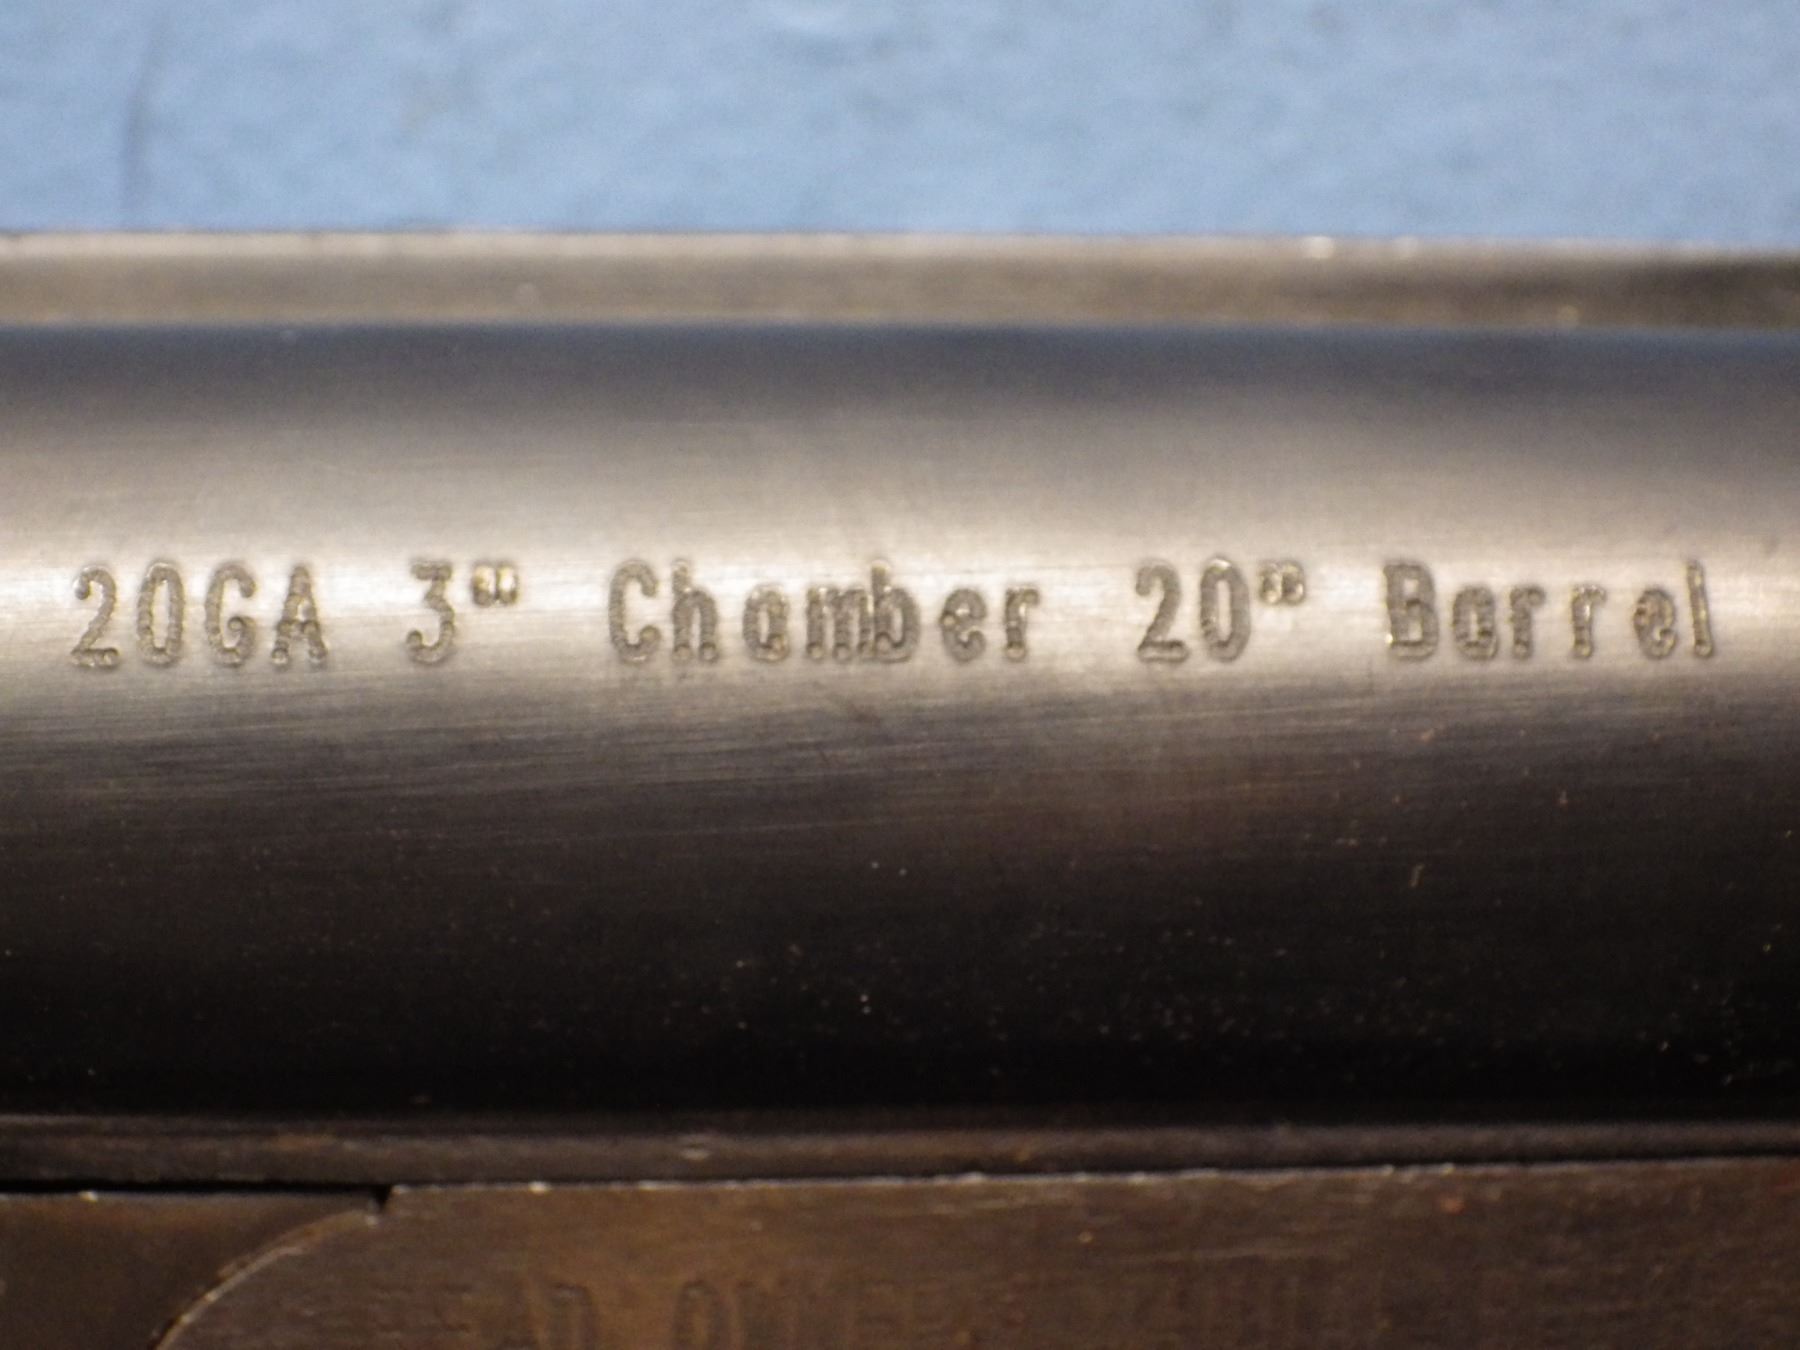 20GA 3" Chamber 20" Barrel